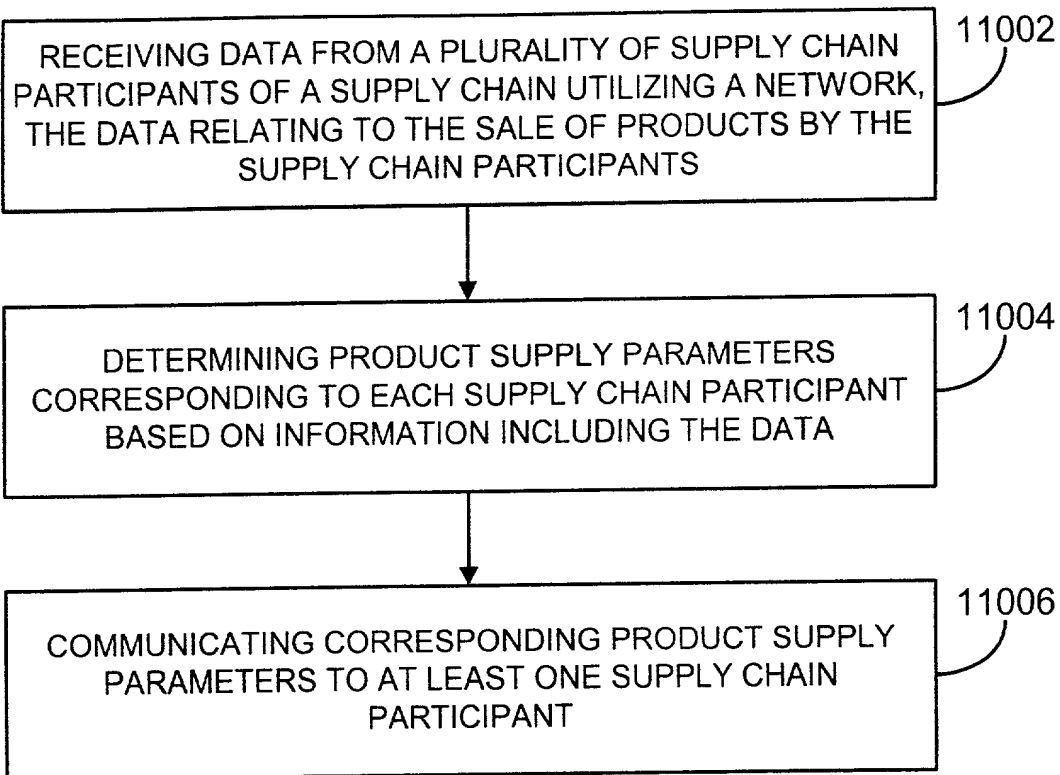 RECEIVING DATA FROM A PLURALITY OF SUPPLY CHAIN
PARTICIPANTS OF A SUPPLY CHAIN UTILIZING A NETWORK,
THE DATA RELATING TO THE SALE OF PRODUCTS BY THE
SUPPLY CHAIN PARTICIPANTS
11002
DETERMINING PRODUCT SUPPLY PARAMETERS
CORRESPONDING TO EACH SUPPLY CHAIN PARTICIPANT
BASED ON INFORMATION INCLUDING THE DATA
11004
COMMUNICATING CORRESPONDING PRODUCT SUPPLY
PARAMETERS TO AT LEAST ONE SUPPLY CHAIN
PARTICIPANT
11006